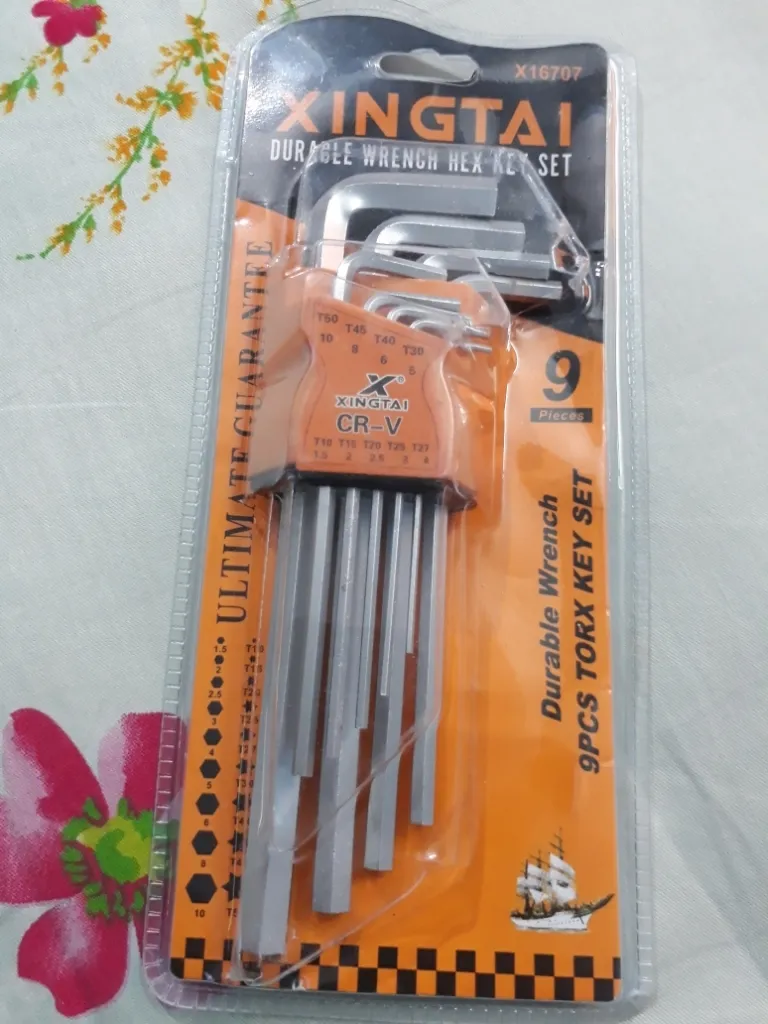 X16707
XINGTAI
DURABLE WRENCH HEX KEY SET
ULTIMATE GUARANTEE
T50 T45 T40 T30
10 8 6 5
X®
XINGTAI
CR-V
T10 T15 T20 T25 T27
1.5 2 2.5 3 4
9
Pieces
Durable Wrench
9PCS TORX KEY SET
1.5
2
2.5
3
4
5
6
8
10